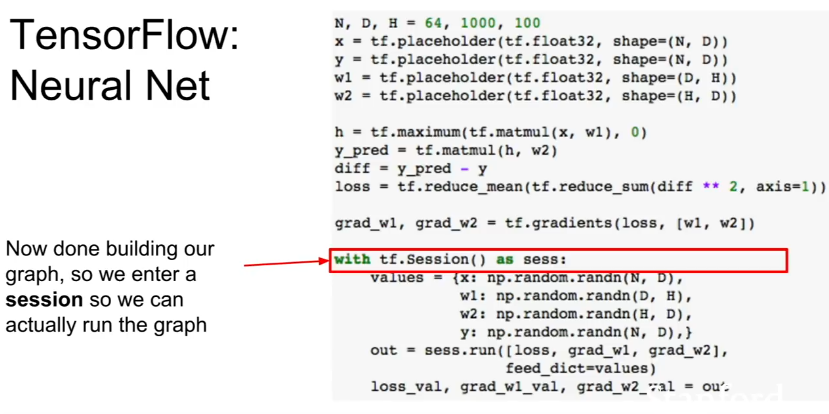 TensorFlow:
Neural Net
Now done building our
graph, so we enter a
session so we can
actually run the graph
N, D, H = 64, 1000, 100
x = tf.placeholder(tf.float32, shape=(N, D))
y = tf.placeholder(tf.float32, shape=(N, D))
w1 = tf.placeholder(tf.float32, shape=(D, H))
w2 = tf.placeholder(tf.float32, shape=(H, D))
h = tf.maximum(tf.matmul(x, w1), 0)
y_pred = tf.matmul(h, w2)
diff = y_pred - y
loss = tf.reduce_mean(tf.reduce_sum(diff ** 2, axis=1))
grad_w1, grad_w2 = tf.gradients(loss, [w1, w2])
with tf.Session() as sess:
values = {x: np.random.randn(N, D),
w1: np.random.randn(D, H),
w2: np.random.randn(H, D),
y: np.random.randn(N, D),}
out = sess.run([loss, grad_w1, grad_w2],
feed_dict=values)
loss_val, grad_w1_val, grad_w2_val = out
Stanford